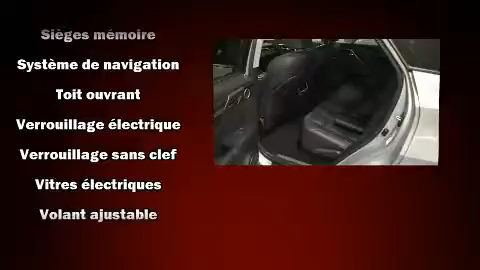 Sièges mémoire
Système de navigation
Toit ouvrant
Verrouillage électrique
Verrouillage sans clef
Vitres électriques
Volant ajustable